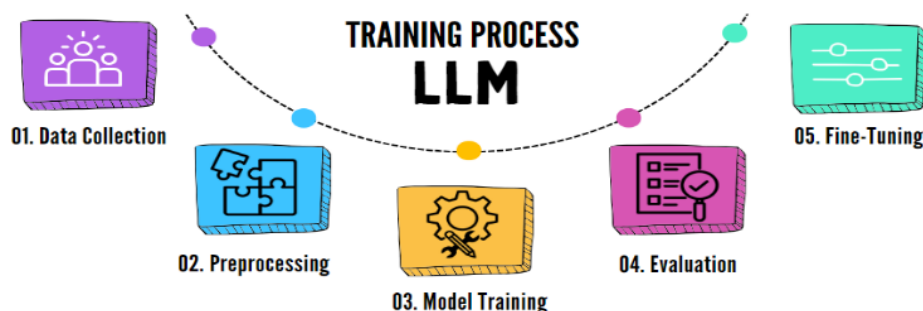 TRAINING PROCESS
LLM
01. Data Collection
02. Preprocessing
03. Model Training
04. Evaluation
05. Fine-Tuning